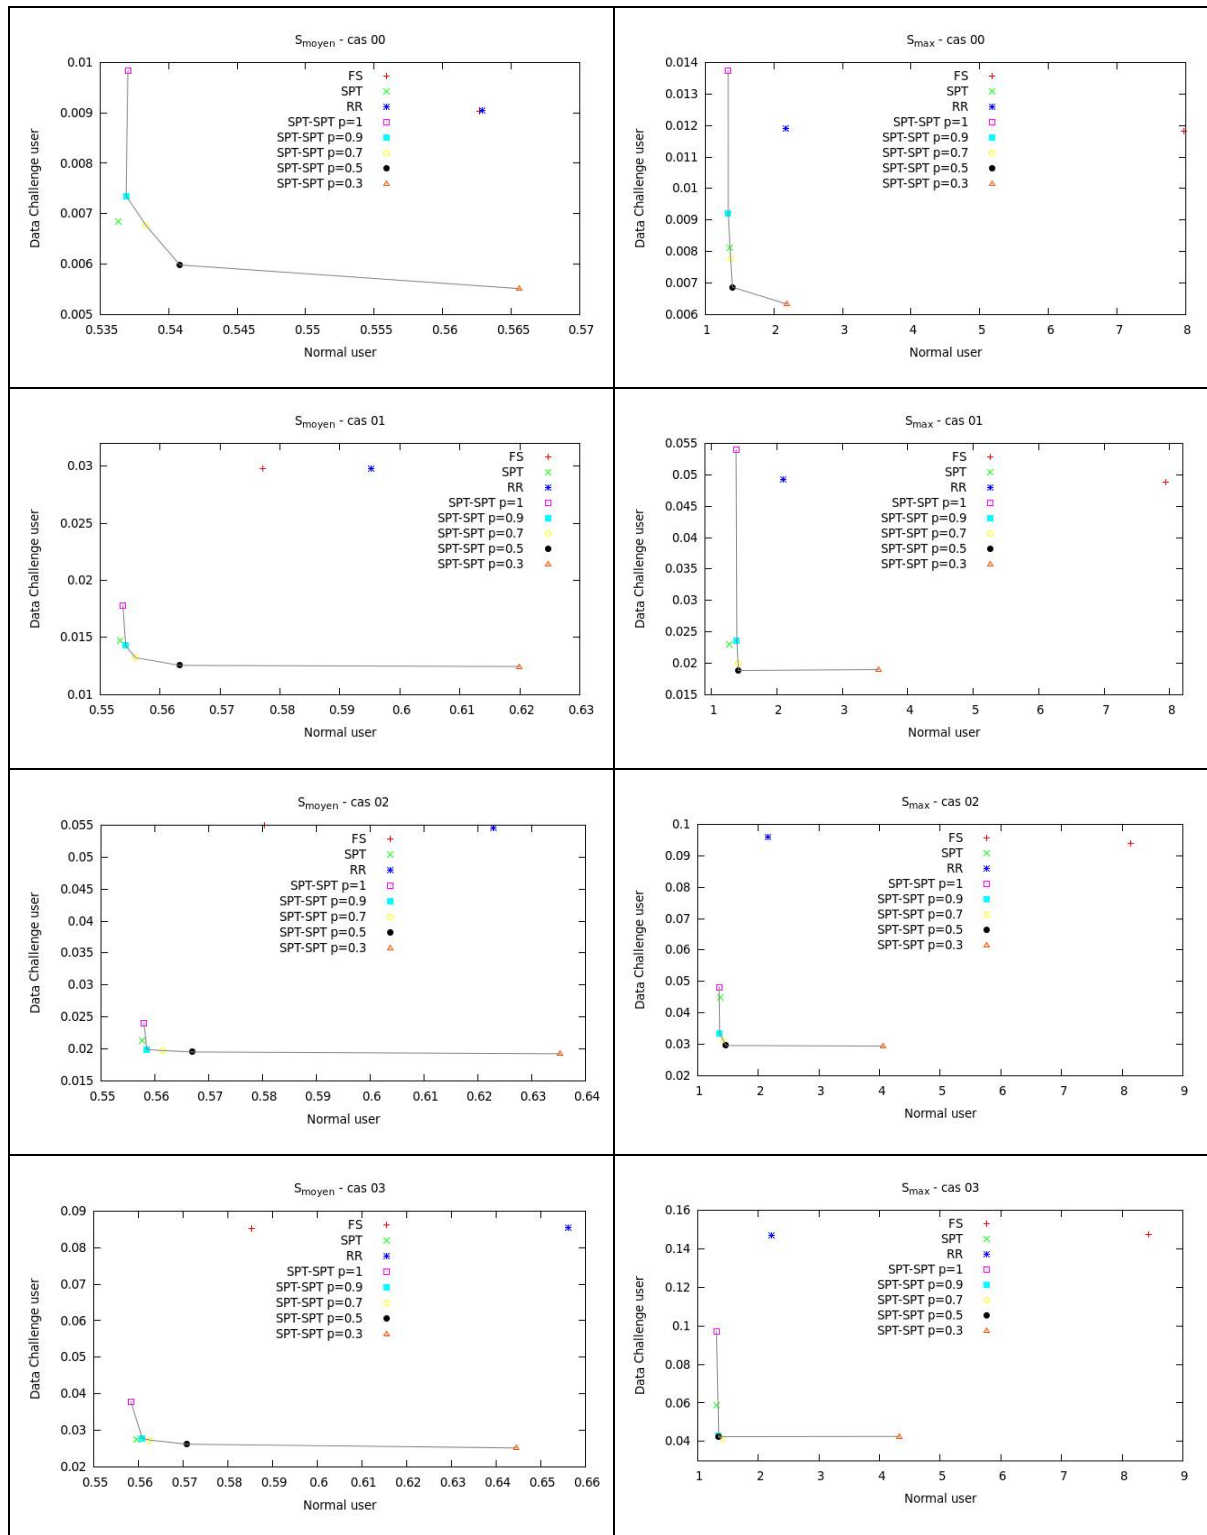 S_moyen - cas 00
0.01
0.009
0.008
0.007
0.006
0.005
Data Challenge user
FS
SPT
RR
SPT-SPT p=1
SPT-SPT p=0.9
SPT-SPT p=0.7
SPT-SPT p=0.5
SPT-SPT p=0.3
0.535 0.54 0.545 0.55 0.555 0.56 0.565 0.57
Normal user
S_max - cas 00
0.014
0.013
0.012
0.011
0.01
0.009
0.008
0.007
0.006
Data Challenge user
FS
SPT
RR
SPT-SPT p=1
SPT-SPT p=0.9
SPT-SPT p=0.7
SPT-SPT p=0.5
SPT-SPT p=0.3
1 2 3 4 5 6 7 8
Normal user
S_moyen - cas 01
0.03
0.025
0.02
0.015
0.01
Data Challenge user
FS
SPT
RR
SPT-SPT p=1
SPT-SPT p=0.9
SPT-SPT p=0.7
SPT-SPT p=0.5
SPT-SPT p=0.3
0.55 0.56 0.57 0.58 0.59 0.6 0.61 0.62 0.63
Normal user
S_max - cas 01
0.055
0.05
0.045
0.04
0.035
0.03
0.025
0.02
0.015
Data Challenge user
FS
SPT
RR
SPT-SPT p=1
SPT-SPT p=0.9
SPT-SPT p=0.7
SPT-SPT p=0.5
SPT-SPT p=0.3
1 2 3 4 5 6 7 8
Normal user
S_moyen - cas 02
0.055
0.05
0.045
0.04
0.035
0.03
0.025
0.02
0.015
Data Challenge user
FS
SPT
RR
SPT-SPT p=1
SPT-SPT p=0.9
SPT-SPT p=0.7
SPT-SPT p=0.5
SPT-SPT p=0.3
0.55 0.56 0.57 0.58 0.59 0.6 0.61 0.62 0.63 0.64
Normal user
S_max - cas 02
0.1
0.09
0.08
0.07
0.06
0.05
0.04
0.03
0.02
Data Challenge user
FS
SPT
RR
SPT-SPT p=1
SPT-SPT p=0.9
SPT-SPT p=0.7
SPT-SPT p=0.5
SPT-SPT p=0.3
1 2 3 4 5 6 7 8 9
Normal user
S_moyen - cas 03
0.09
0.08
0.07
0.06
0.05
0.04
0.03
0.02
Data Challenge user
FS
SPT
RR
SPT-SPT p=1
SPT-SPT p=0.9
SPT-SPT p=0.7
SPT-SPT p=0.5
SPT-SPT p=0.3
0.55 0.56 0.57 0.58 0.59 0.6 0.61 0.62 0.63 0.64 0.65 0.66
Normal user
S_max - cas 03
0.16
0.14
0.12
0.1
0.08
0.06
0.04
Data Challenge user
FS
SPT
RR
SPT-SPT p=1
SPT-SPT p=0.9
SPT-SPT p=0.7
SPT-SPT p=0.5
SPT-SPT p=0.3
1 2 3 4 5 6 7 8 9
Normal user